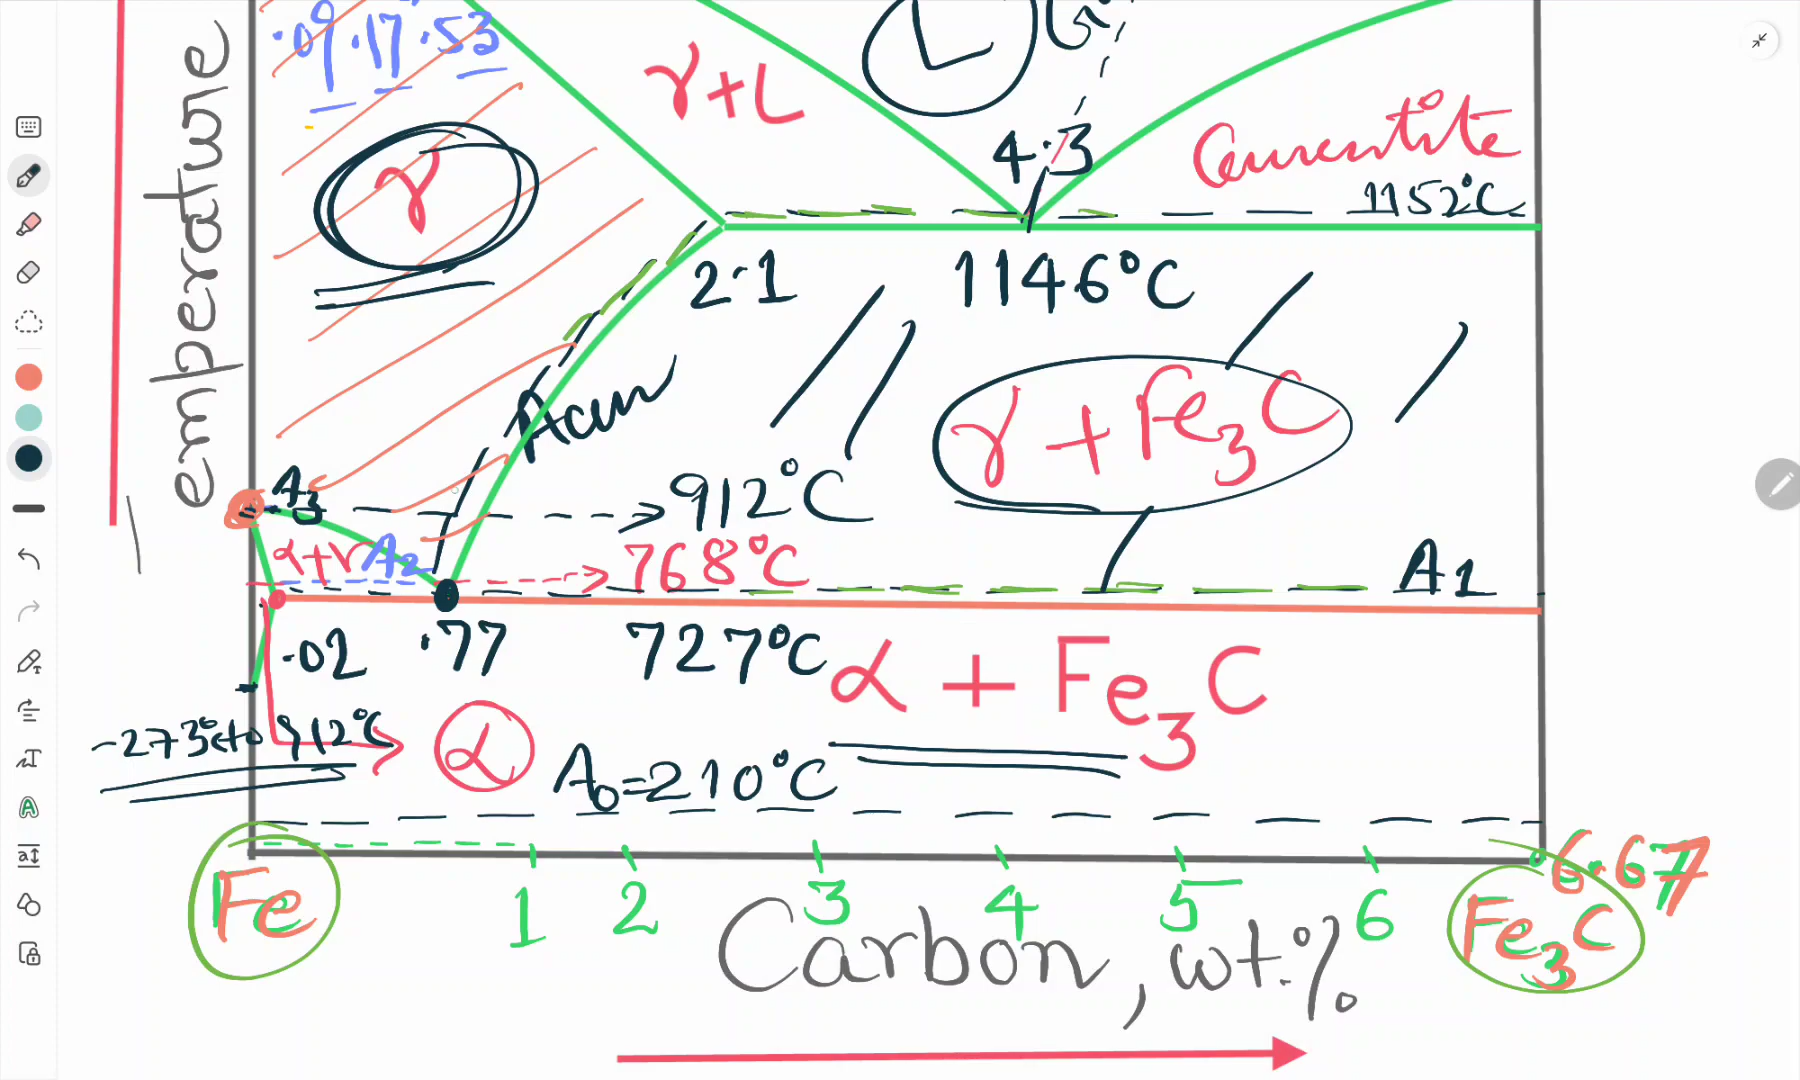 .09 .17 .53
L
γ+L
4.3
Cementite
1152°C
γ
emperature
2.1
1146°C
Acm
γ + Fe3C
A3
912°C
α+γ
A2
768°C
A1
.02
.77
727°C
α + Fe3C
-273°C to 912°C
α
A0=210°C
Fe
1
2
3
4
5
6
6.67
Fe3C
Carbon, wt.%